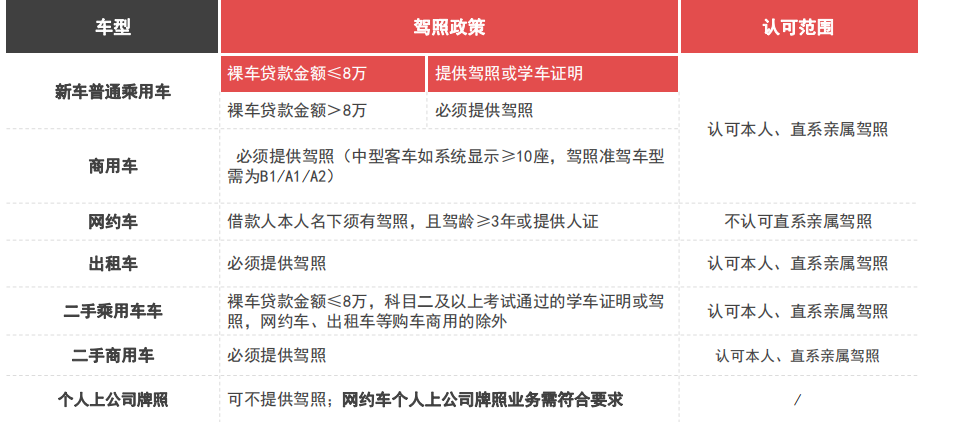 车型 驾照政策 认可范围
新车普通乘用车 裸车贷款金额≤8万 提供驾照或学车证明
裸车贷款金额＞8万 必须提供驾照
认可本人、直系亲属驾照
商用车 必须提供驾照（中型客车如系统显示≥10座，驾照准驾车型
需为B1/A1/A2）
网约车 借款人本人名下须有驾照，且驾龄≥3年或提供人证 不认可直系亲属驾照
出租车 必须提供驾照 认可本人、直系亲属驾照
二手乘用车车 裸车贷款金额≤8万，科目二及以上考试通过的学车证明或驾
照，网约车、出租车等购车商用的除外 认可本人、直系亲属驾照
二手商用车 必须提供驾照 认可本人、直系亲属驾照
个人上公司牌照 可不提供驾照；网约车个人上公司牌照业务需符合要求 /